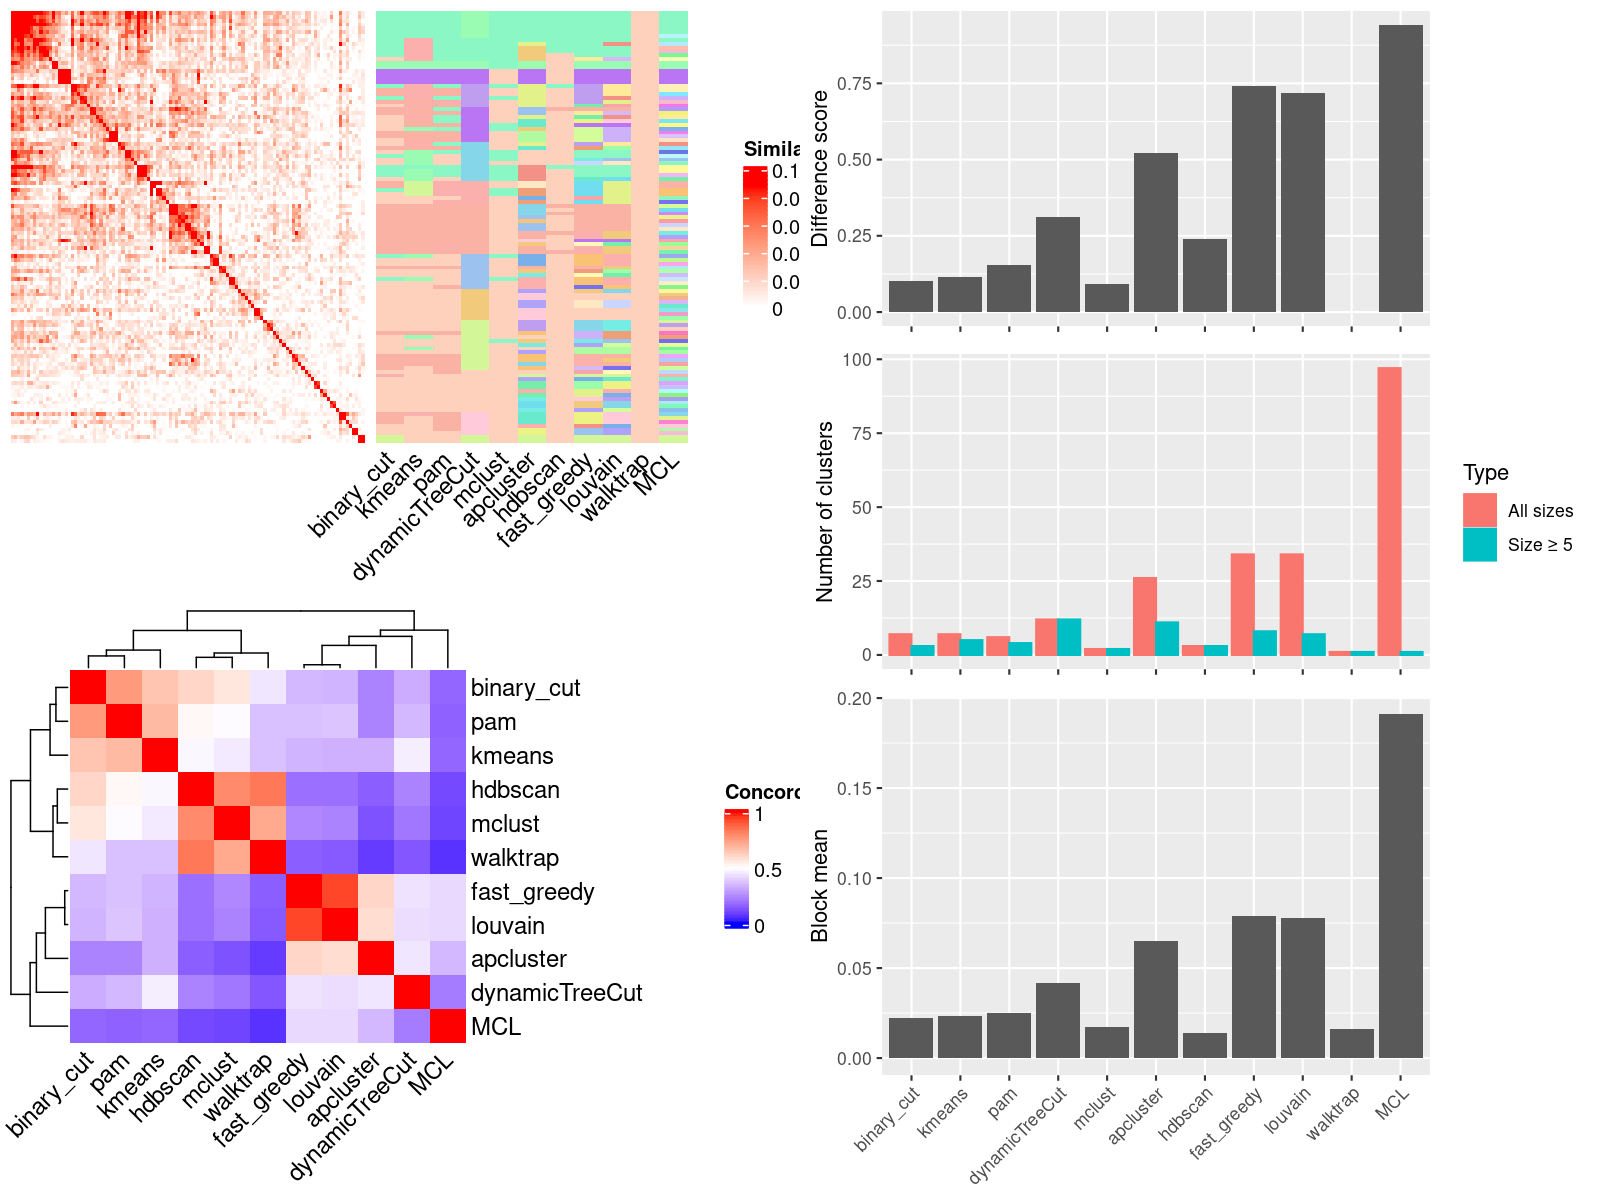 Simila
0.1
0.0
0.0
0.0
0.0
0
binary_cut
kmeans
pam
dynamicTreeCut
mclust
apcluster
hdbscan
fast_greedy
louvain
walktrap
MCL
binary_cut
pam
kmeans
hdbscan
mclust
walktrap
fast_greedy
louvain
apcluster
dynamicTreeCut
MCL
binary_cut
pam
kmeans
hdbscan
mclust
walktrap
fast_greedy
louvain
apcluster
dynamicTreeCut
MCL
Concord
1
0.5
0
Difference score
0.75
0.50
0.25
0.00
Number of clusters
100
75
50
25
0
Type
All sizes
Size ≥ 5
Block mean
0.20
0.15
0.10
0.05
0.00
binary_cut
kmeans
pam
dynamicTreeCut
mclust
apcluster
hdbscan
fast_greedy
louvain
walktrap
MCL